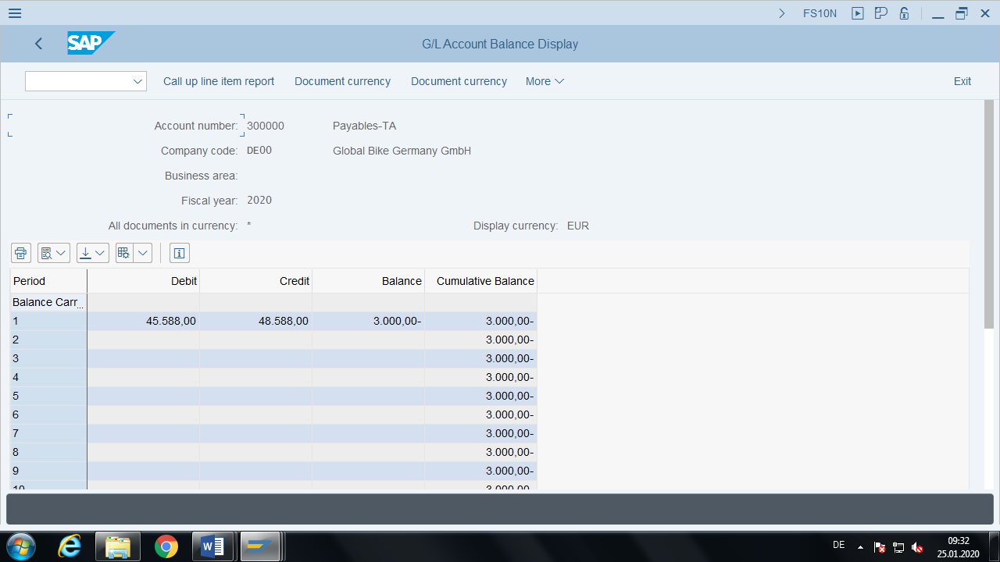 FS10N
SAP
G/L Account Balance Display
Call up line item report Document currency Document currency More Exit
Account number: 300000 Payables-TA
Company code: DE00 Global Bike Germany GmbH
Business area:
Fiscal year: 2020
All documents in currency: * Display currency: EUR
Period Debit Credit Balance Cumulative Balance
Balance Carr...
1 45.588,00 48.588,00 3.000,00- 3.000,00-
2 3.000,00-
3 3.000,00-
4 3.000,00-
5 3.000,00-
6 3.000,00-
7 3.000,00-
8 3.000,00-
9 3.000,00-
10 3.000,00-
DE 09:32
25.01.2020